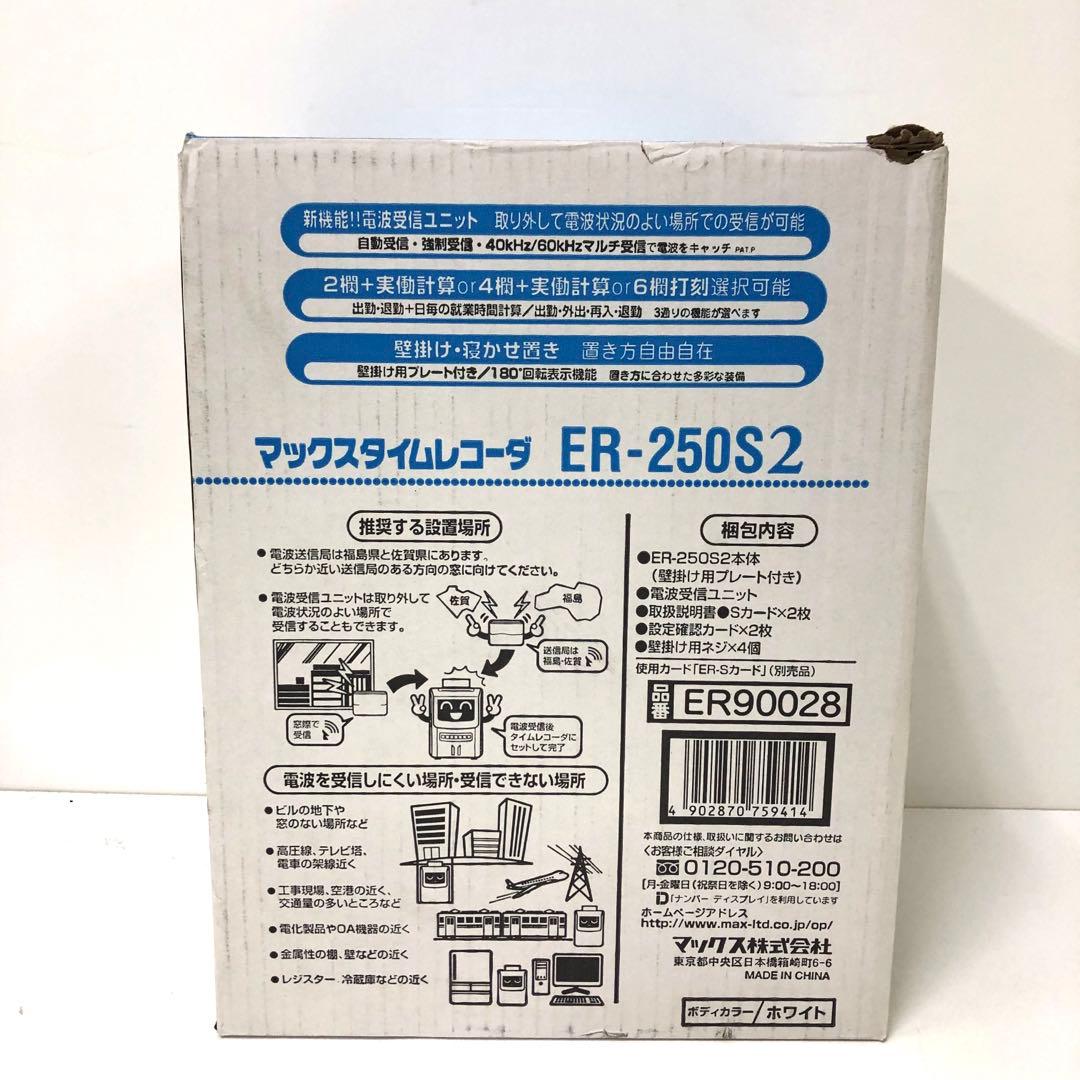 新機能!!電波受信ユニット 取り外して電波状況のよい場所での受信が可能
自動受信・強制受信・40kHz/60kHzマルチ受信で電波をキャッチ PAT.P
2欄+実働計算or4欄+実働計算or6欄打刻選択可能
出勤・退勤+日毎の就業時間計算/出勤・外出・再入・退勤 3通りの機能が選べます
壁掛け・寝かせ置き 置き方自由自在
壁掛け用プレート付き/180°回転表示機能 置き方に合わせた多彩な装備
マックスタイムレコーダ ER-250S2
推奨する設置場所
●電波送信局は福島県と佐賀県にあります。
どちらか近い送信局のある方向の窓に向けてください。
●電波受信ユニットは取り外して
電波状況のよい場所で
受信することもできます。
佐賀
福島
送信局は
福島・佐賀
窓際で
受信
電波受信後
タイムレコーダに
セットして完了
電波を受信しにくい場所・受信できない場所
●ビルの地下や
窓のない場所など
●高圧線、テレビ塔、
電車の架線近く
●工事現場、空港の近く、
交通量の多いところなど
●電化製品やOA機器の近く
●金属性の棚、壁などの近く
●レジスター、冷蔵庫などの近く
梱包内容
●ER-250S2本体
(壁掛け用プレート付き)
●電波受信ユニット
●取扱説明書●Sカード×2枚
●設定確認カード×2枚
●壁掛け用ネジ×4個
使用カード「ER-Sカード」(別売品)
品番 ER90028
4 902870 759414
本商品の仕様、取扱いに関するお問い合わせは
〈お客様ご相談ダイヤル〉
0120-510-200
[月-金曜日(祝祭日を除く) 9:00〜18:00]
D「ナンバー ディスプレイ」を利用しています
ホームページアドレス
http://www.max-ltd.co.jp/op/
マックス株式会社
東京都中央区日本橋箱崎町6-6
MADE IN CHINA
ボディカラー/ホワイト